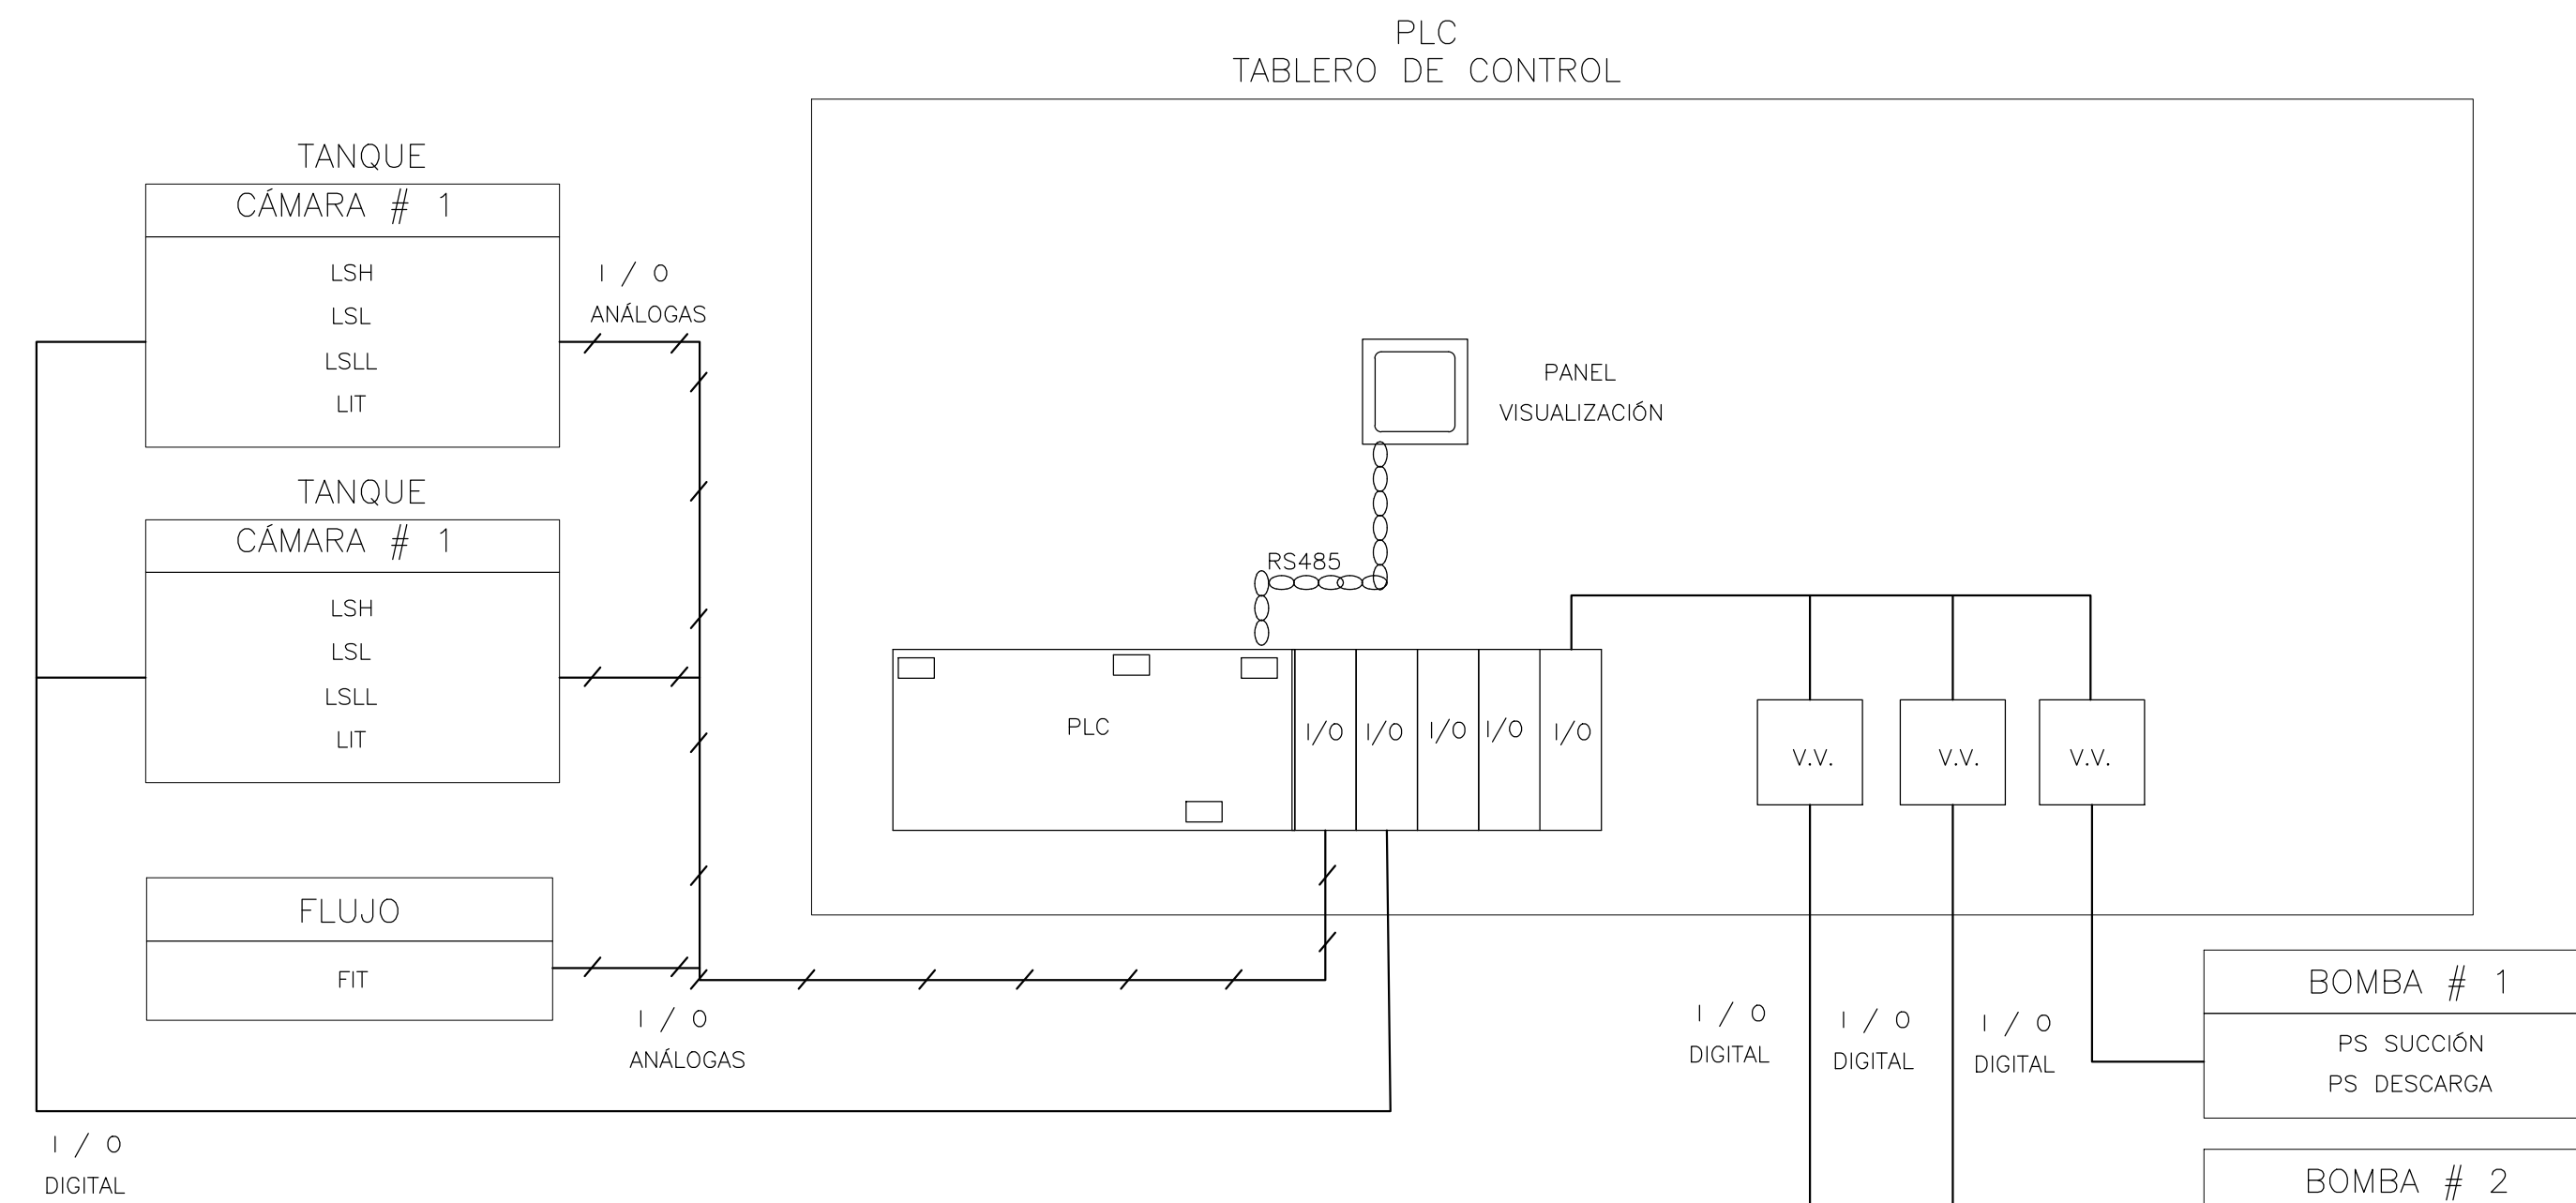 PLC
TABLERO DE CONTROL
TANQUE
CÁMARA # 1
LSH
LSL
LSLL
LIT
I / O
ANÁLOGAS
TANQUE
CÁMARA # 1
LSH
LSL
LSLL
LIT
FLUJO
FIT
I / O
ANÁLOGAS
I / O
DIGITAL
PANEL
VISUALIZACIÓN
RS485
PLC
I/O
I/O
I/O
I/O
I/O
V.V.
V.V.
V.V.
I / O
DIGITAL
I / O
DIGITAL
I / O
DIGITAL
BOMBA # 1
PS SUCCIÓN
PS DESCARGA
BOMBA # 2